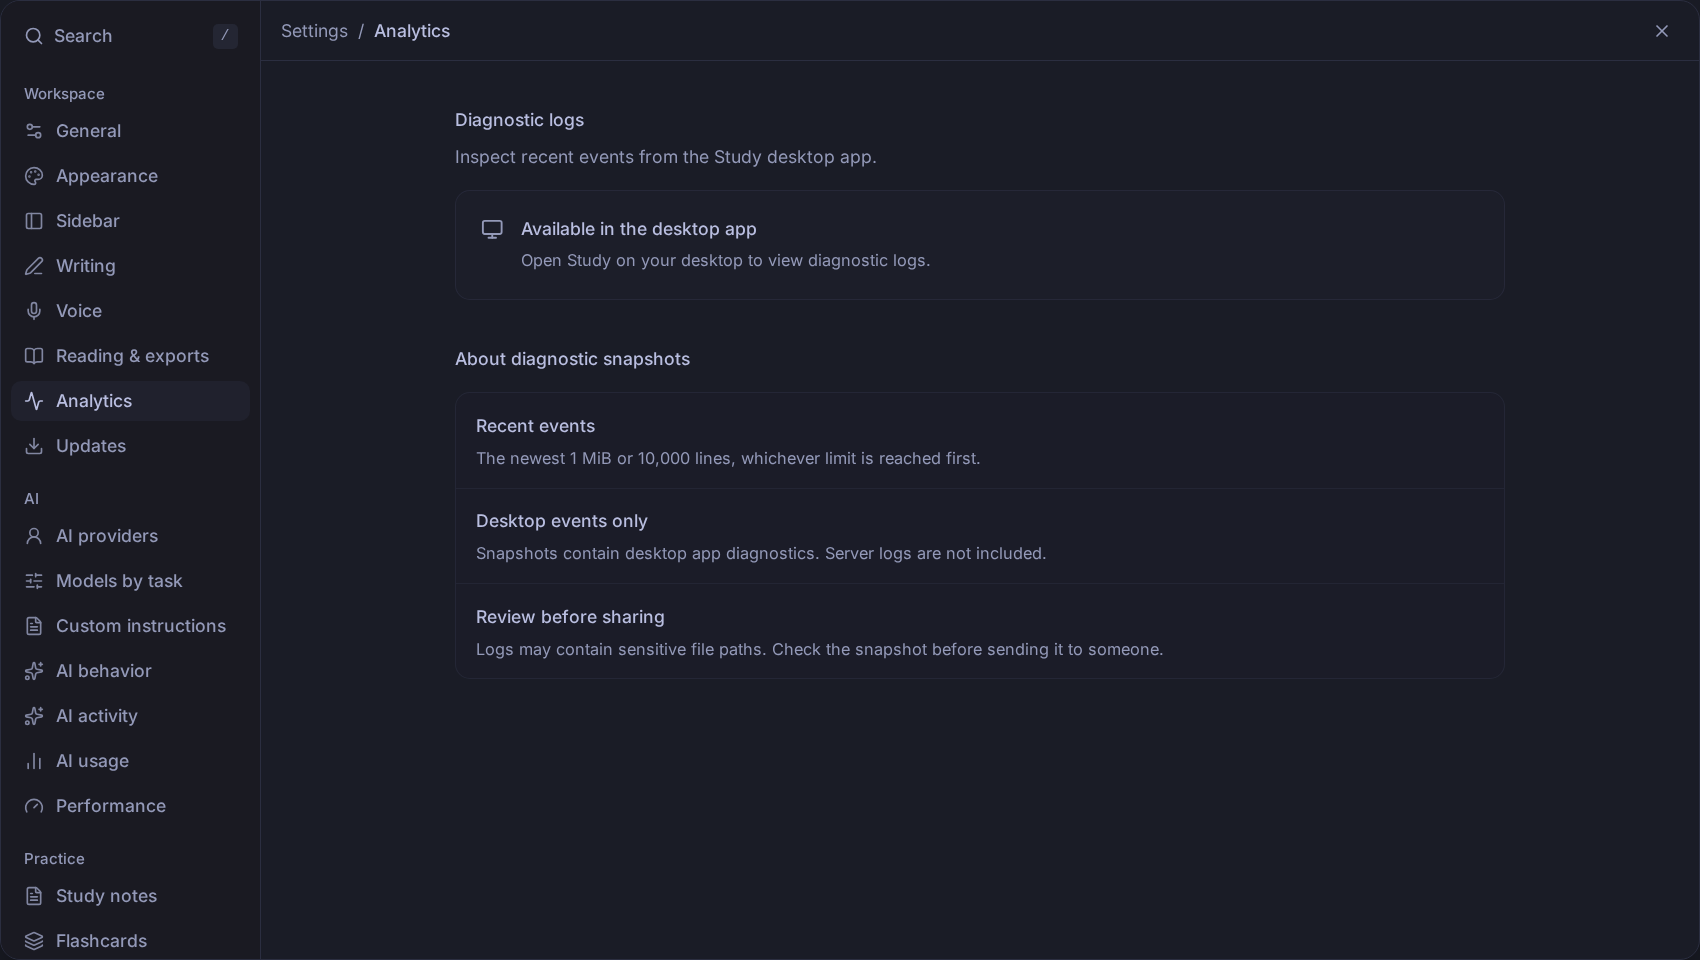 Search
/
Workspace
General
Appearance
Sidebar
Writing
Voice
Reading & exports
Analytics
Updates
AI
AI providers
Models by task
Custom instructions
AI behavior
AI activity
AI usage
Performance
Practice
Study notes
Flashcards
Settings / Analytics
Diagnostic logs
Inspect recent events from the Study desktop app.
Available in the desktop app
Open Study on your desktop to view diagnostic logs.
About diagnostic snapshots
Recent events
The newest 1 MiB or 10,000 lines, whichever limit is reached first.
Desktop events only
Snapshots contain desktop app diagnostics. Server logs are not included.
Review before sharing
Logs may contain sensitive file paths. Check the snapshot before sending it to someone.